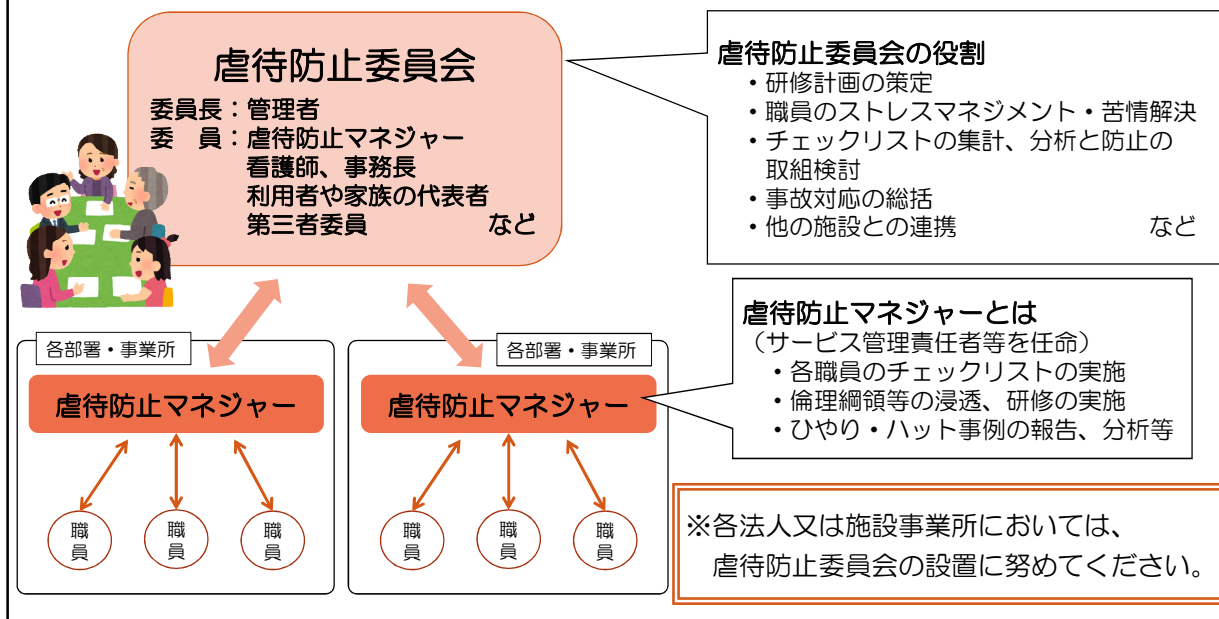 虐待防止委員会
委員長：管理者
委　員：虐待防止マネジャー
看護師、事務長
利用者や家族の代表者
第三者委員　など
虐待防止委員会の役割
・研修計画の策定
・職員のストレスマネジメント・苦情解決
・チェックリストの集計、分析と防止の
取組検討
・事故対応の総括
・他の施設との連携　など
各部署・事業所
虐待防止マネジャー
職員
職員
職員
各部署・事業所
虐待防止マネジャー
職員
職員
職員
虐待防止マネジャーとは
（サービス管理責任者等を任命）
・各職員のチェックリストの実施
・倫理綱領等の浸透、研修の実施
・ひやり・ハット事例の報告、分析等
※各法人又は施設事業所においては、
虐待防止委員会の設置に努めてください。